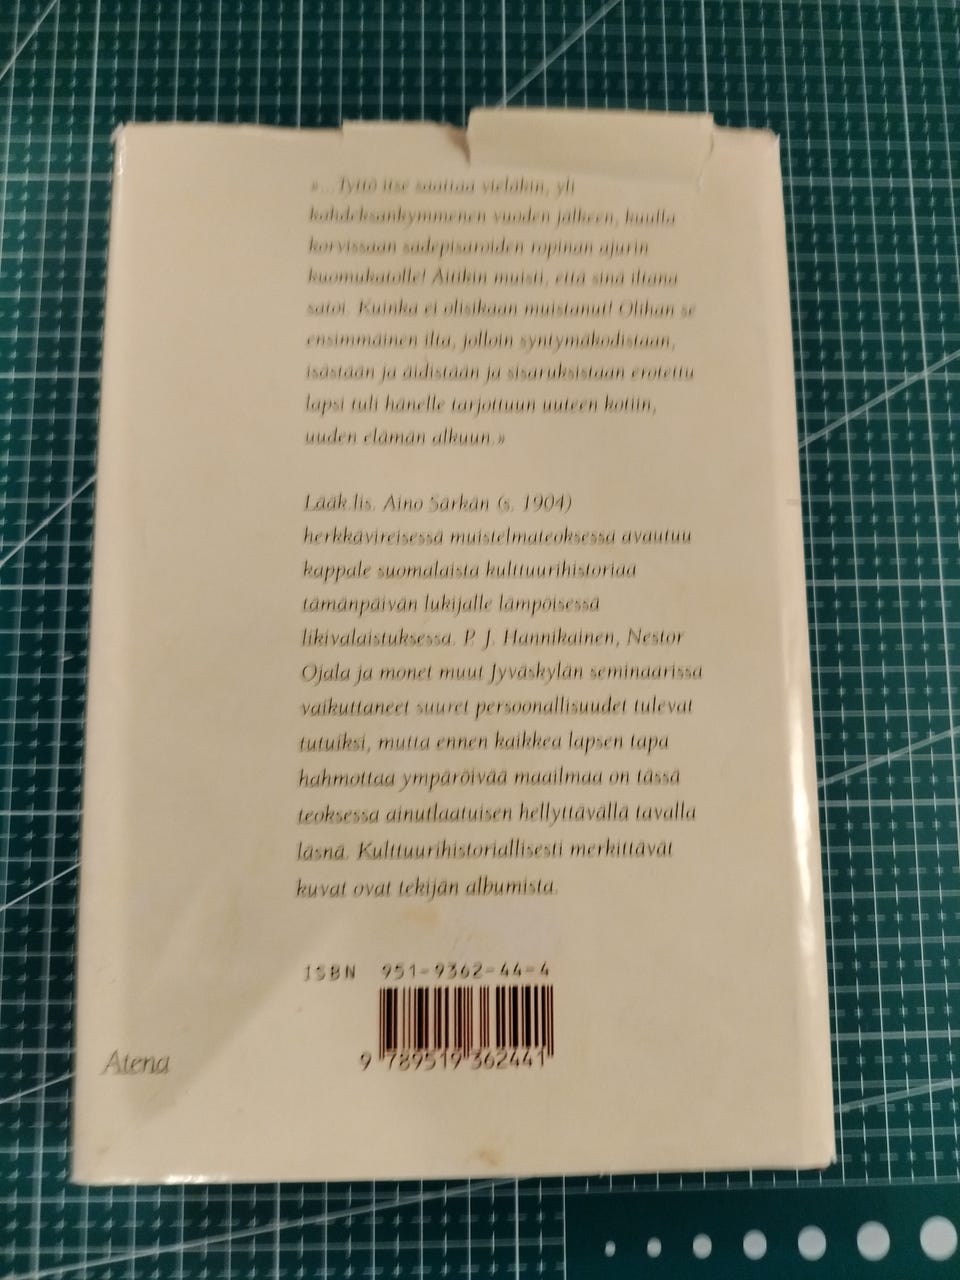 »...Tyttö itse saattaa vieläkin, yli
kahdeksankymmenen vuoden jälkeen, kuulla
korvissaan sadepisaroiden ropinan ajurin
kuomukatolle! Äitikin muisti, että sinä iltana
satoi. Kuinka ei olisikaan muistanut! Olihan se
ensimmäinen ilta, jolloin syntymäkodistaan,
isästään ja äidistään ja sisaruksistaan erotettu
lapsi tuli hänelle tarjottuun uuteen kotiin,
uuden elämän alkuun.»
Lääk.lis. Aino Särkän (s. 1904)
herkkävireisessä muistelmateoksessa avautuu
kappale suomalaista kulttuurihistoriaa
tämänpäivän lukijalle lämpöisessä
likivalaistuksessa. P. J. Hannikainen, Nestor
Ojala ja monet muut Jyväskylän seminaarissa
vaikuttaneet suuret persoonallisuudet tulevat
tutuiksi, mutta ennen kaikkea lapsen tapa
hahmottaa ympäröivää maailmaa on tässä
teoksessa ainutlaatuisen hellyttävällä tavalla
läsnä. Kulttuurihistoriallisesti merkittävät
kuvat ovat tekijän albumista.
ISBN 951-9362-44-4
9 789519 362441
Atena